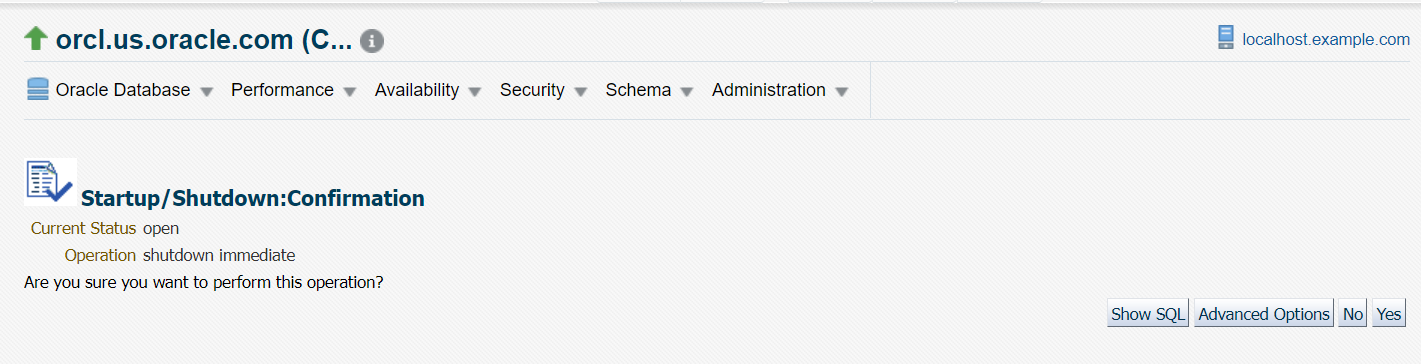 orcl.us.oracle.com (C... i
localhost.example.com
Oracle Database Performance Availability Security Schema Administration
Startup/Shutdown:Confirmation
Current Status open
Operation shutdown immediate
Are you sure you want to perform this operation?
Show SQL Advanced Options No Yes